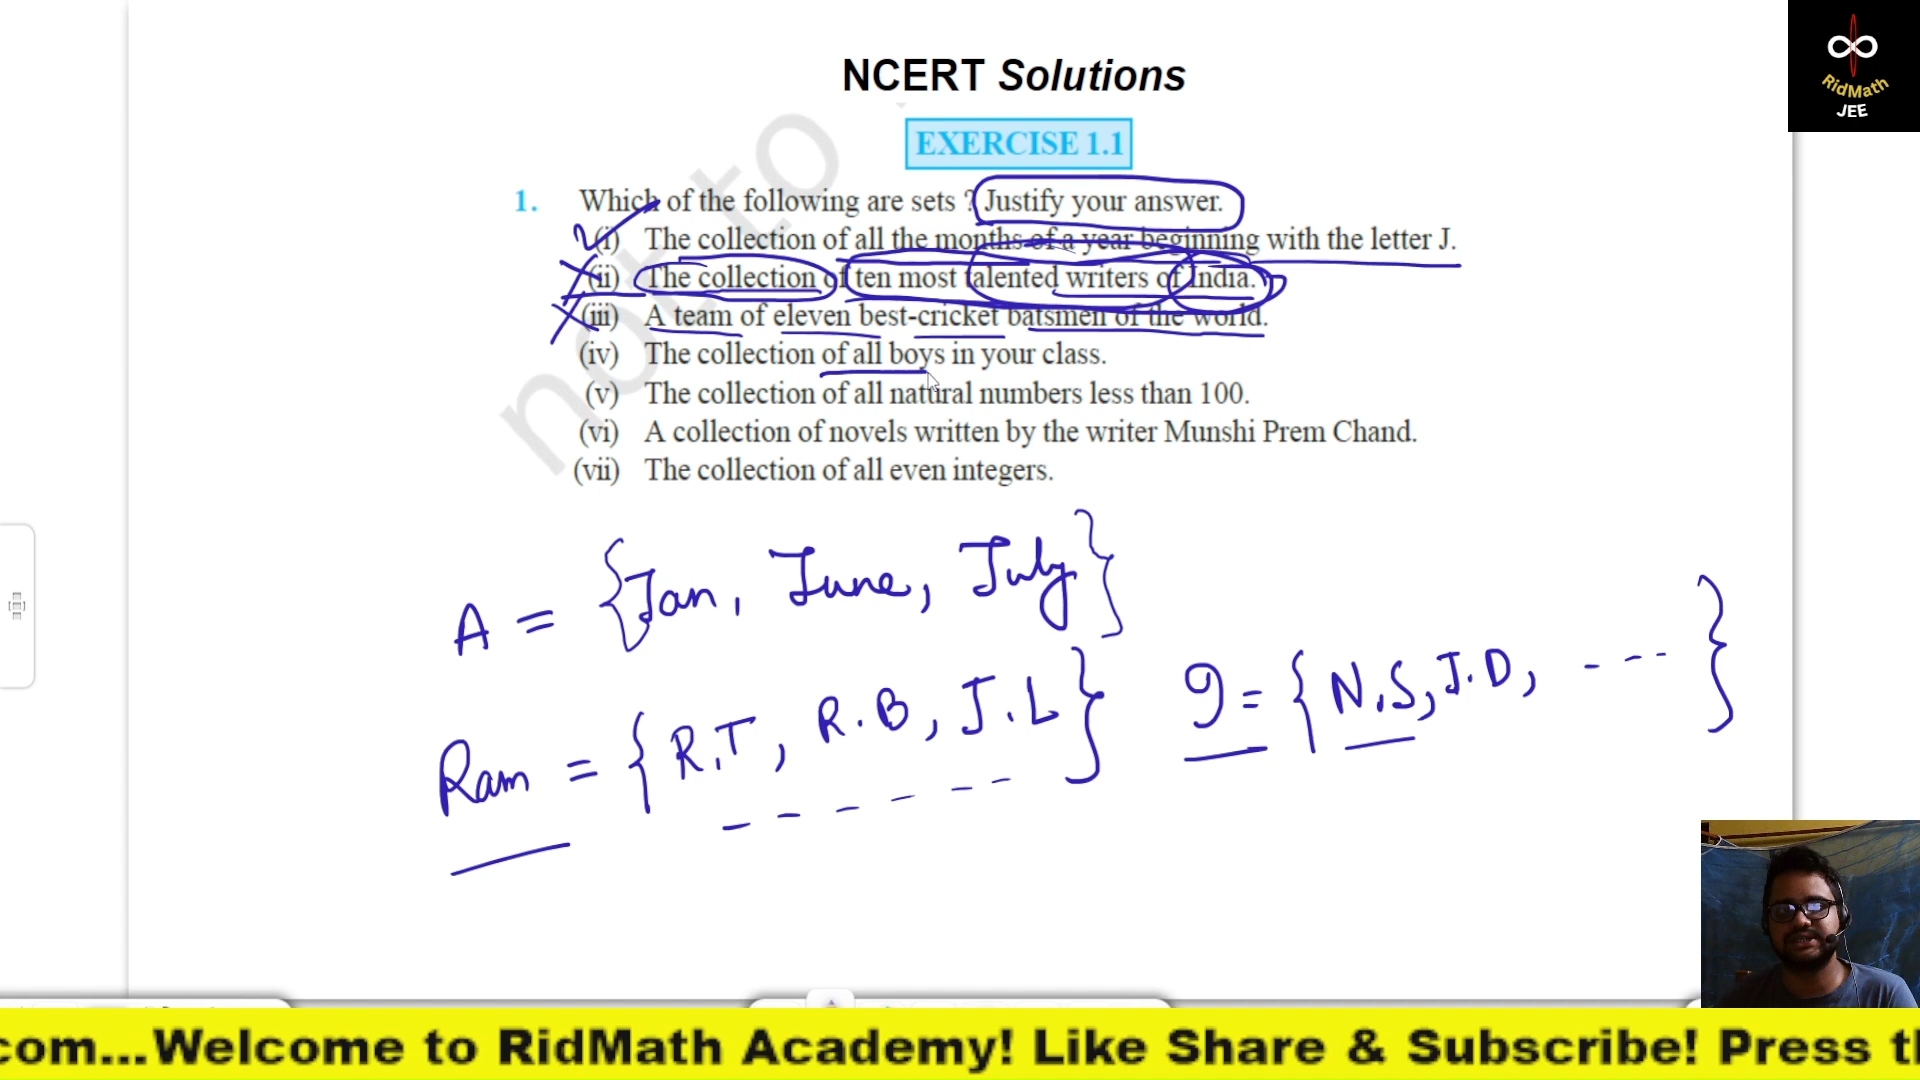 NCERT Solutions
RidMath
JEE
EXERCISE 1.1
1. Which of the following are sets ? Justify your answer.
(i) The collection of all the months of a year beginning with the letter J.
(ii) The collection of ten most talented writers of India.
(iii) A team of eleven best-cricket batsmen of the world.
(iv) The collection of all boys in your class.
(v) The collection of all natural numbers less than 100.
(vi) A collection of novels written by the writer Munshi Prem Chand.
(vii) The collection of all even integers.
not to
A = {Jan, June, July}
Ram = {R.T, R.B, J.L ------}
= {N.S, J.D, ---}
com...Welcome to RidMath Academy! Like Share & Subscribe! Press